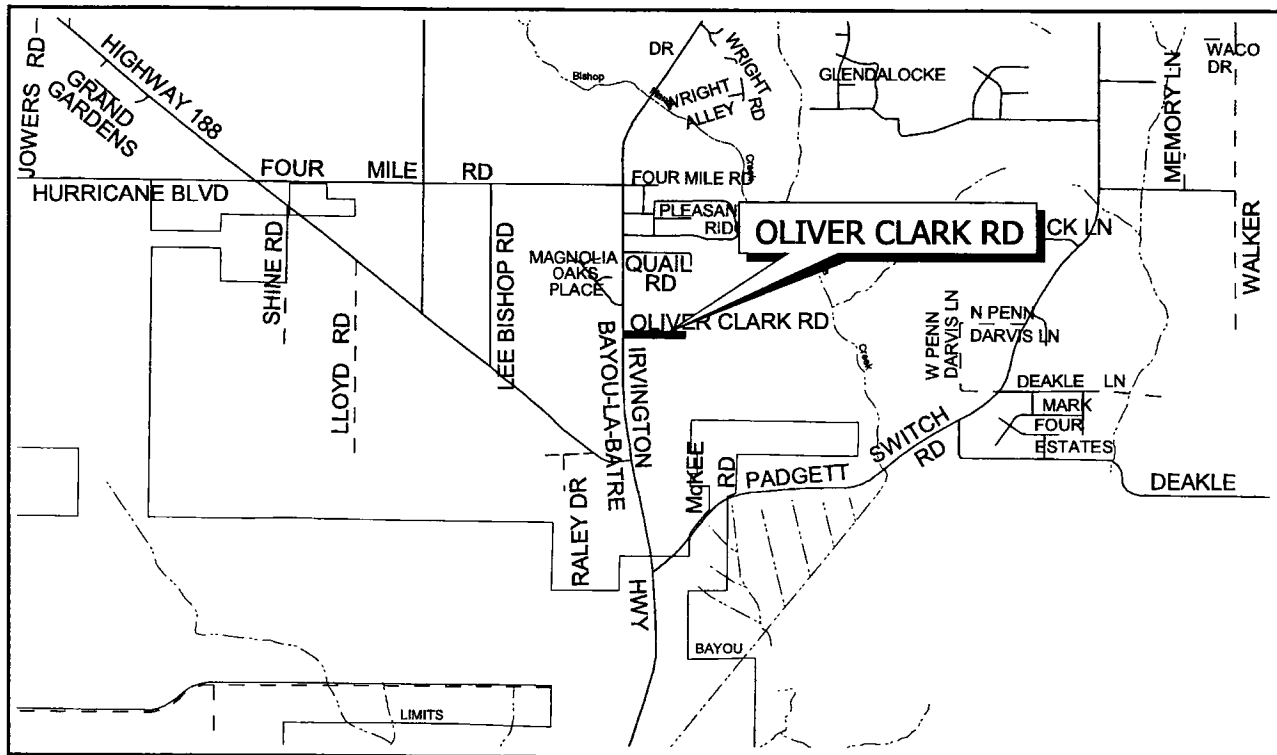 JOWERS RD
HIGHWAY 188
GRAND
GARDENS
HURRICANE BLVD
FOUR MILE RD
SHINE RD
LLOYD RD
LEE BISHOP RD
DR
Bishop
WRIGHT RD
WRIGHT
ALLEY
Creek
GLENDALOCKE
MEMORY LN
WACO
DR
WALKER
FOUR MILE RD
PLEASAN
RIDG
OLIVER CLARK RD
CK LN
MAGNOLIA
OAKS
PLACE
QUAIL
RD
OLIVER CLARK RD
IRVINGTON
BAYOU-LA-BATRE
HWY
Creek
W PENN
DARVIS LN
N PENN
DARVIS LN
DEAKLE LN
MARK
FOUR
ESTATES
DEAKLE
PADGETT SWITCH
RD
McKEE
RD
RALEY DR
BAYOU
LIMITS